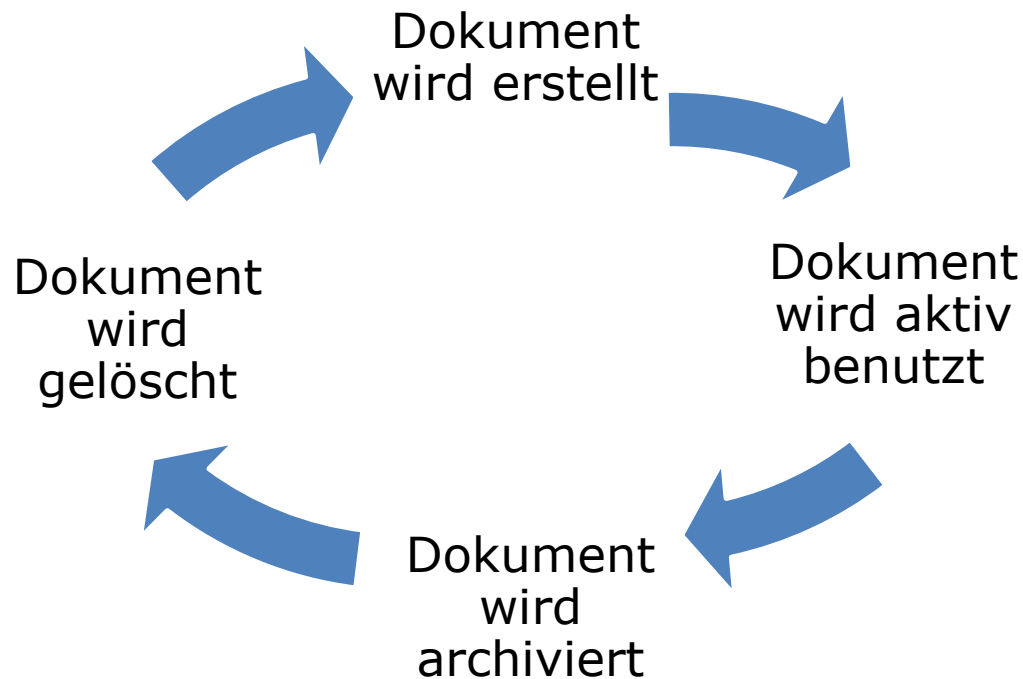 Dokument
wird erstellt
Dokument
wird aktiv
benutzt
Dokument
wird
archiviert
Dokument
wird
gelöscht